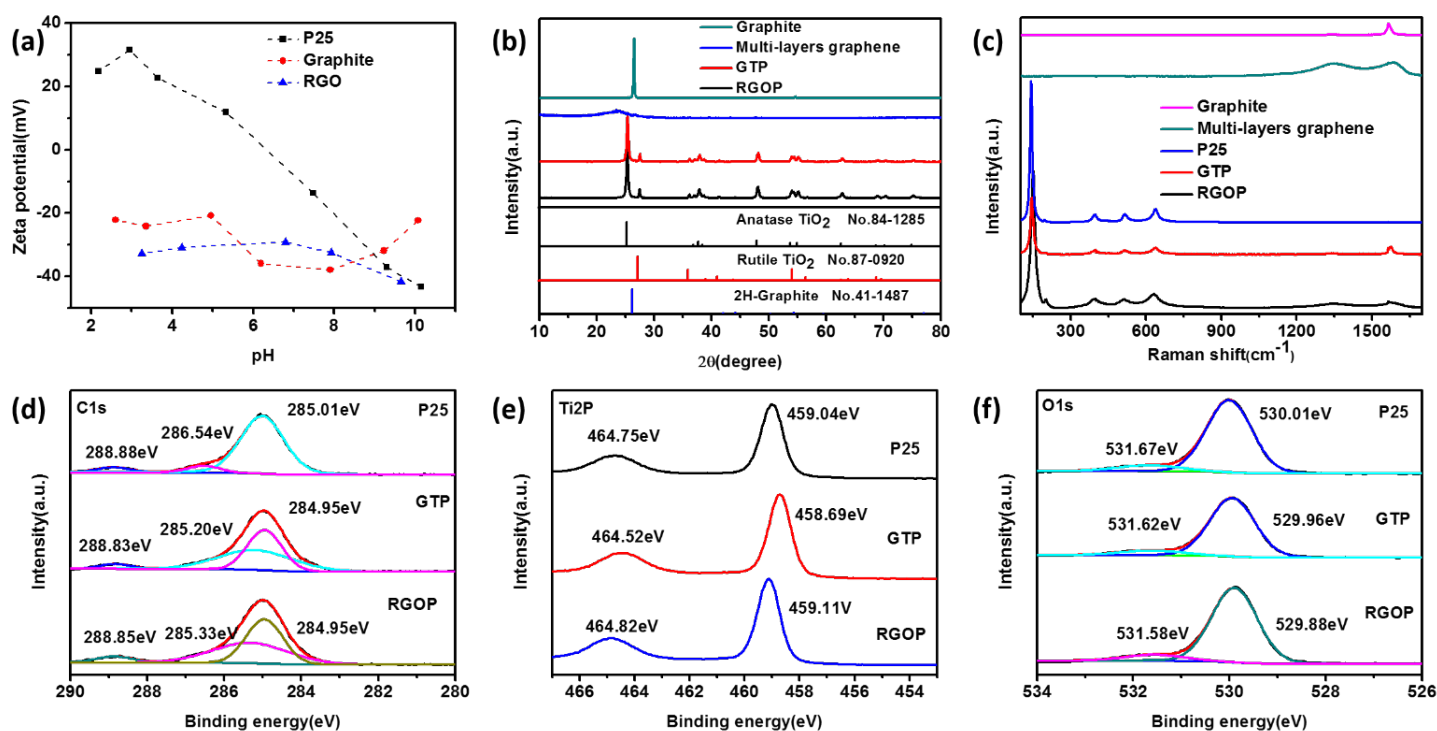 (a)
P25
Graphite
RGO
40
20
0
-20
-40
2
4
6
8
10
Zeta potential(mV)
pH
(b)
Graphite
Multi-layers graphene
GTP
RGOP
Anatase TiO2 No.84-1285
Rutile TiO2 No.87-0920
2H-Graphite No.41-1487
10
20
30
40
50
60
70
80
Intensity(a.u.)
2θ(degree)
(c)
Graphite
Multi-layers graphene
P25
GTP
RGOP
300
600
900
1200
1500
Intensity(a.u.)
Raman shift(cm-1)
(d)
C1s
285.01eV
P25
286.54eV
288.88eV
GTP
284.95eV
285.20eV
288.83eV
RGOP
288.85eV
285.33eV
284.95eV
290
288
286
284
282
280
Intensity(a.u.)
Binding energy(eV)
(e)
Ti2P
459.04eV
464.75eV
P25
458.69eV
464.52eV
GTP
459.11V
464.82eV
RGOP
466
464
462
460
458
456
454
Intensity(a.u.)
Binding energy(eV)
(f)
O1s
530.01eV
P25
531.67eV
531.62eV
529.96eV
GTP
RGOP
531.58eV
529.88eV
534
532
530
528
526
Intensity(a.u.)
Binding energy(eV)